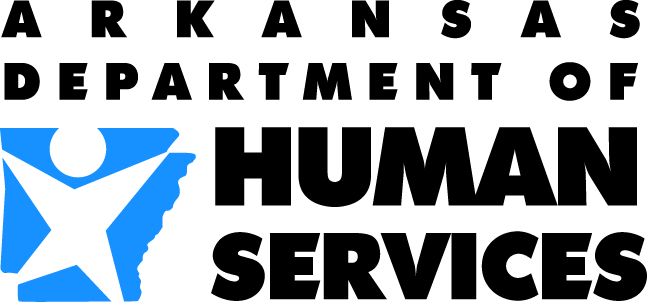 ARKANSAS
DEPARTMENT OF
HUMAN
SERVICES